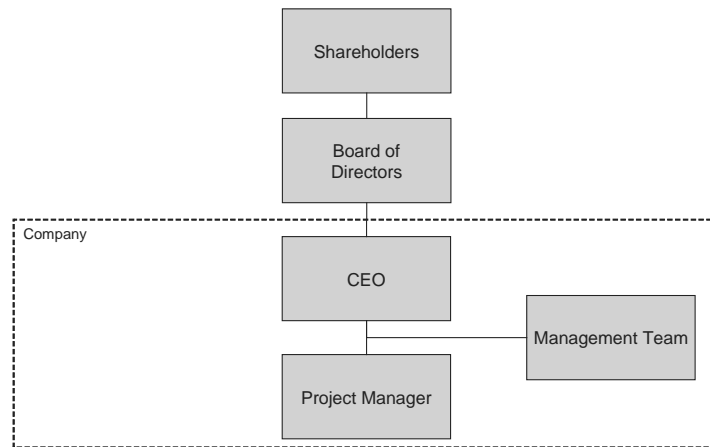 Shareholders
Board of
Directors
Company
CEO
Management Team
Project Manager